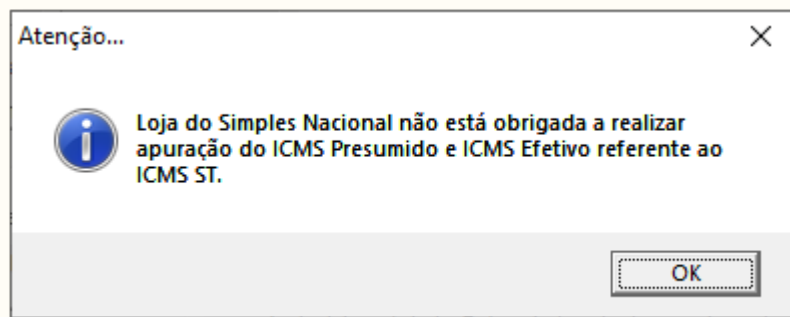 Atenção...
Loja do Simples Nacional não está obrigada a realizar
apuração do ICMS Presumido e ICMS Efetivo referente ao
ICMS ST.
OK